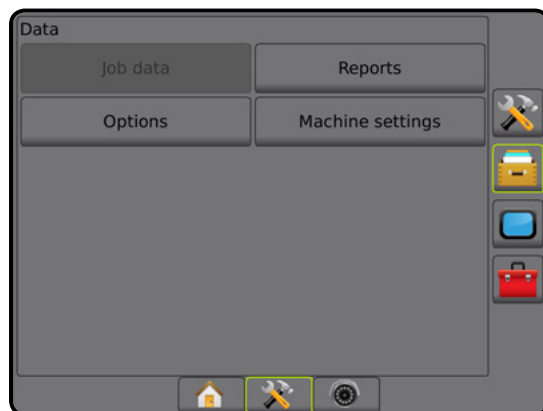 Data
Job data
Reports
Options
Machine settings